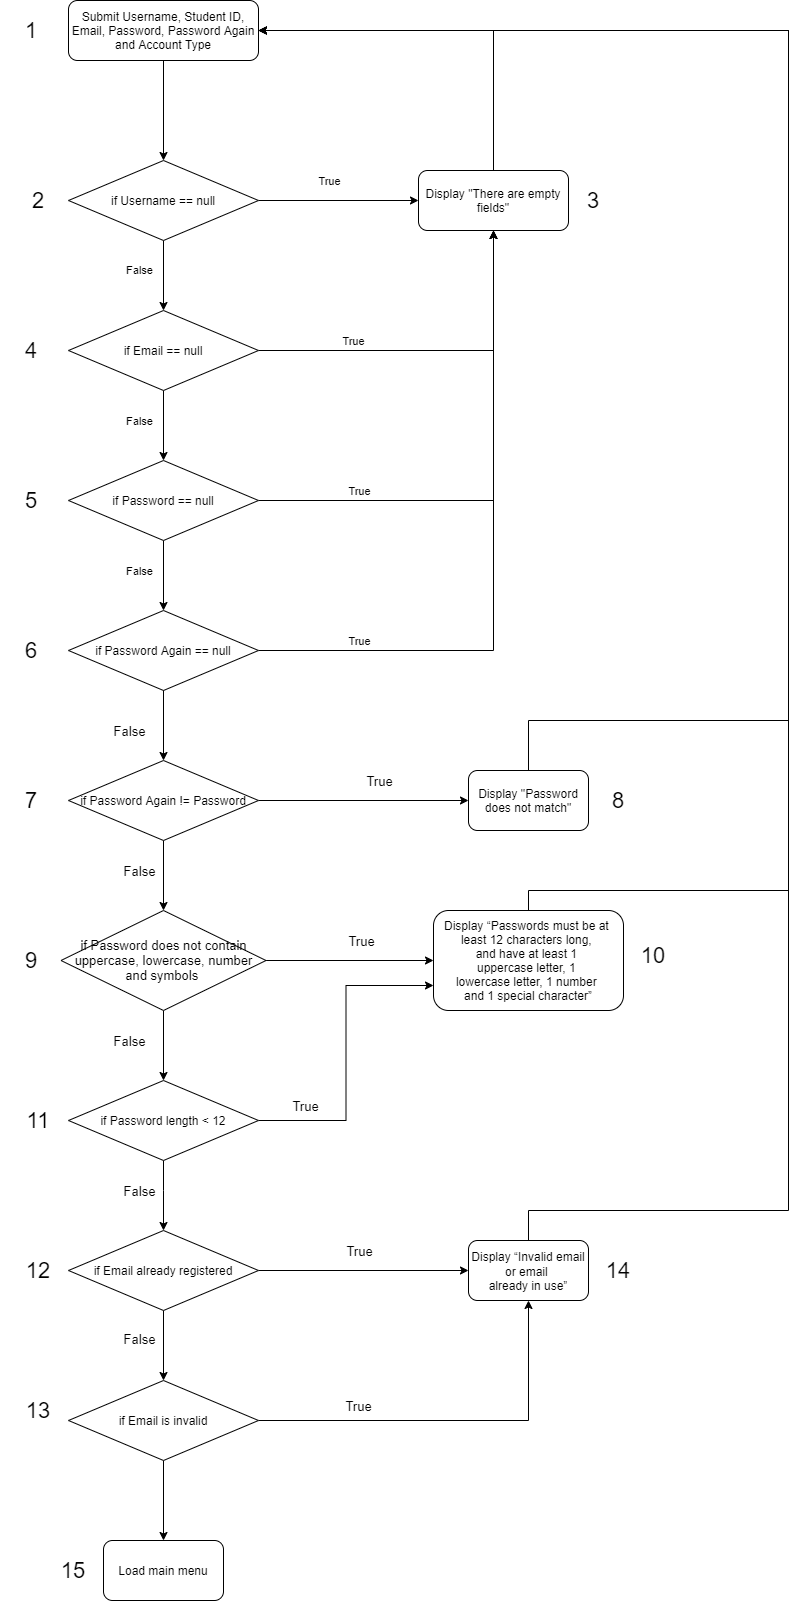 1
Submit Username, Student ID,
Email, Password, Password Again
and Account Type
2
if Username == null
True
Display "There are empty
fields"
3
False
4
if Email == null
True
False
5
if Password == null
True
False
6
if Password Again == null
True
False
7
if Password Again != Password
True
Display "Password
does not match"
8
False
9
if Password does not contain
uppercase, lowercase, number
and symbols
True
Display “Passwords must be at
least 12 characters long,
and have at least 1
uppercase letter, 1
lowercase letter, 1 number
and 1 special character”
10
False
11
if Password length < 12
True
False
12
if Email already registered
True
Display “Invalid email
or email
already in use”
14
False
13
if Email is invalid
True
15
Load main menu